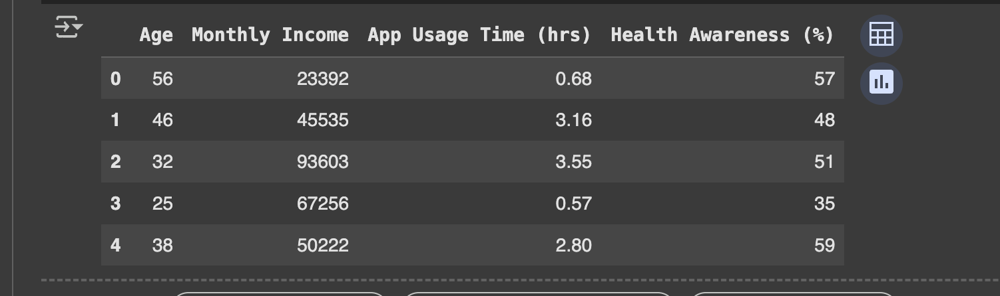 Age Monthly Income App Usage Time (hrs) Health Awareness (%)
0 56 23392 0.68 57
1 46 45535 3.16 48
2 32 93603 3.55 51
3 25 67256 0.57 35
4 38 50222 2.80 59